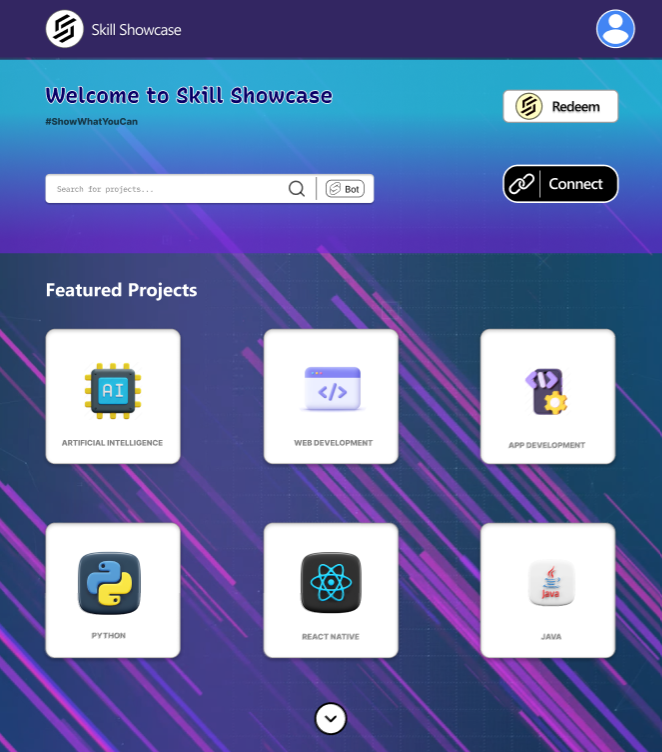 Skill Showcase
Welcome to Skill Showcase
#ShowWhatYouCan
Redeem
Search for projects...
Bot
Connect
Featured Projects
AI
</>
</>
ARTIFICIAL INTELLIGENCE
WEB DEVELOPMENT
APP DEVELOPMENT
Java
PYTHON
REACT NATIVE
JAVA